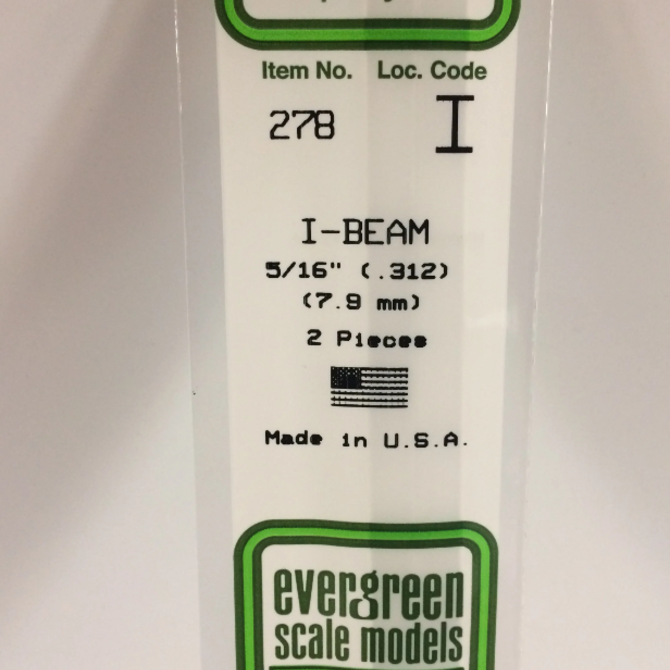 Item No. Loc. Code
278 I
I-BEAM
5/16" (.312)
(7.9 mm)
2 Pieces
Made in U.S.A.
evergreen
scale models